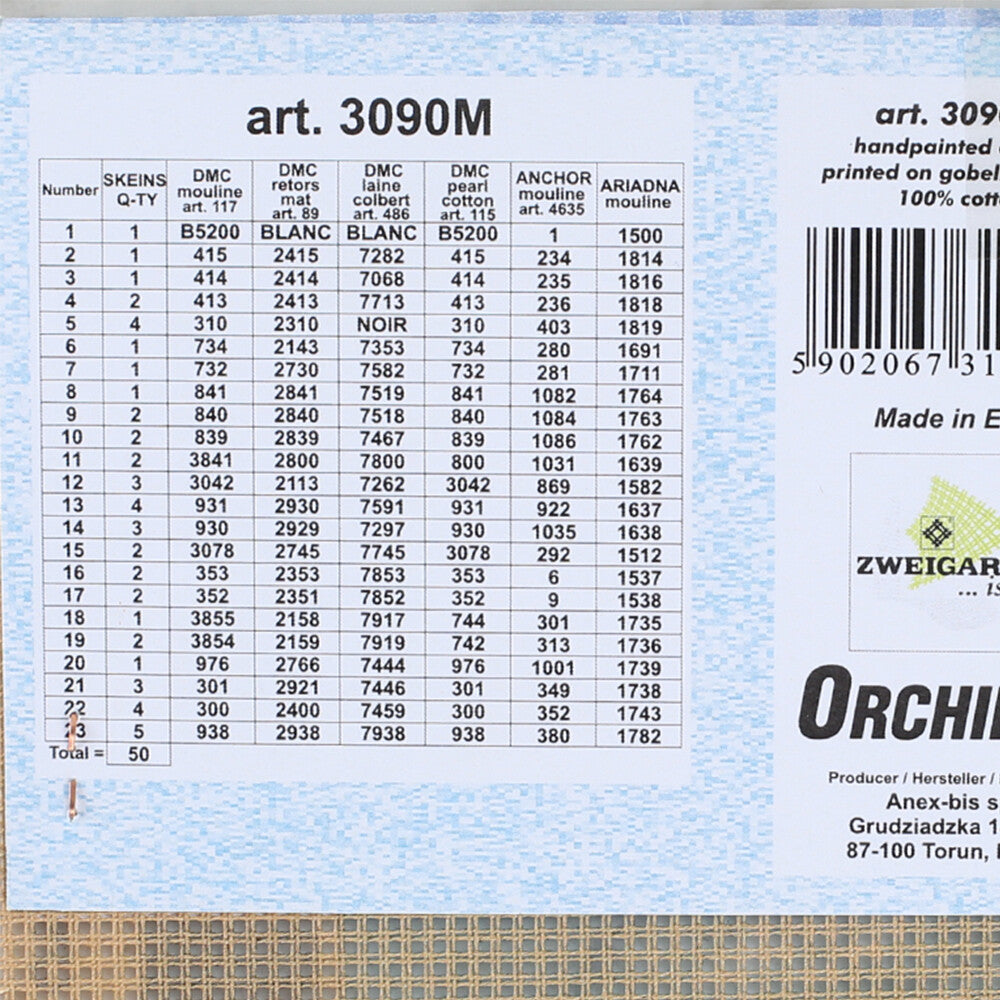 art. 3090M
Number SKEINS Q-TY DMC mouline art. 117 DMC retors mat art. 89 DMC laine colbert art. 486 DMC pearl cotton art. 115 ANCHOR mouline art. 4635 ARIADNA mouline
1 1 B5200 BLANC BLANC B5200 1 1500
2 1 415 2415 7282 415 234 1814
3 1 414 2414 7068 414 235 1816
4 2 413 2413 7713 413 236 1818
5 4 310 2310 NOIR 310 403 1819
6 1 734 2143 7353 734 280 1691
7 1 732 2730 7582 732 281 1711
8 1 841 2841 7519 841 1082 1764
9 2 840 2840 7518 840 1084 1763
10 2 839 2839 7467 839 1086 1762
11 2 3841 2800 7800 800 1031 1639
12 3 3042 2113 7262 3042 869 1582
13 4 931 2930 7591 931 922 1637
14 3 930 2929 7297 930 1035 1638
15 2 3078 2745 7745 3078 292 1512
16 2 353 2353 7853 353 6 1537
17 2 352 2351 7852 352 9 1538
18 1 3855 2158 7917 744 301 1735
19 2 3854 2159 7919 742 313 1736
20 1 976 2766 7444 976 1001 1739
21 3 301 2921 7446 301 349 1738
22 4 300 2400 7459 300 352 1743
23 5 938 2938 7938 938 380 1782
Total = 50
art. 309
handpainted
printed on gobel
100% cott
5 902067 31
Made in E
ZWEIGAR
... is
ORCHI
Producer / Hersteller /
Anex-bis s
Grudziadzka 1
87-100 Torun,